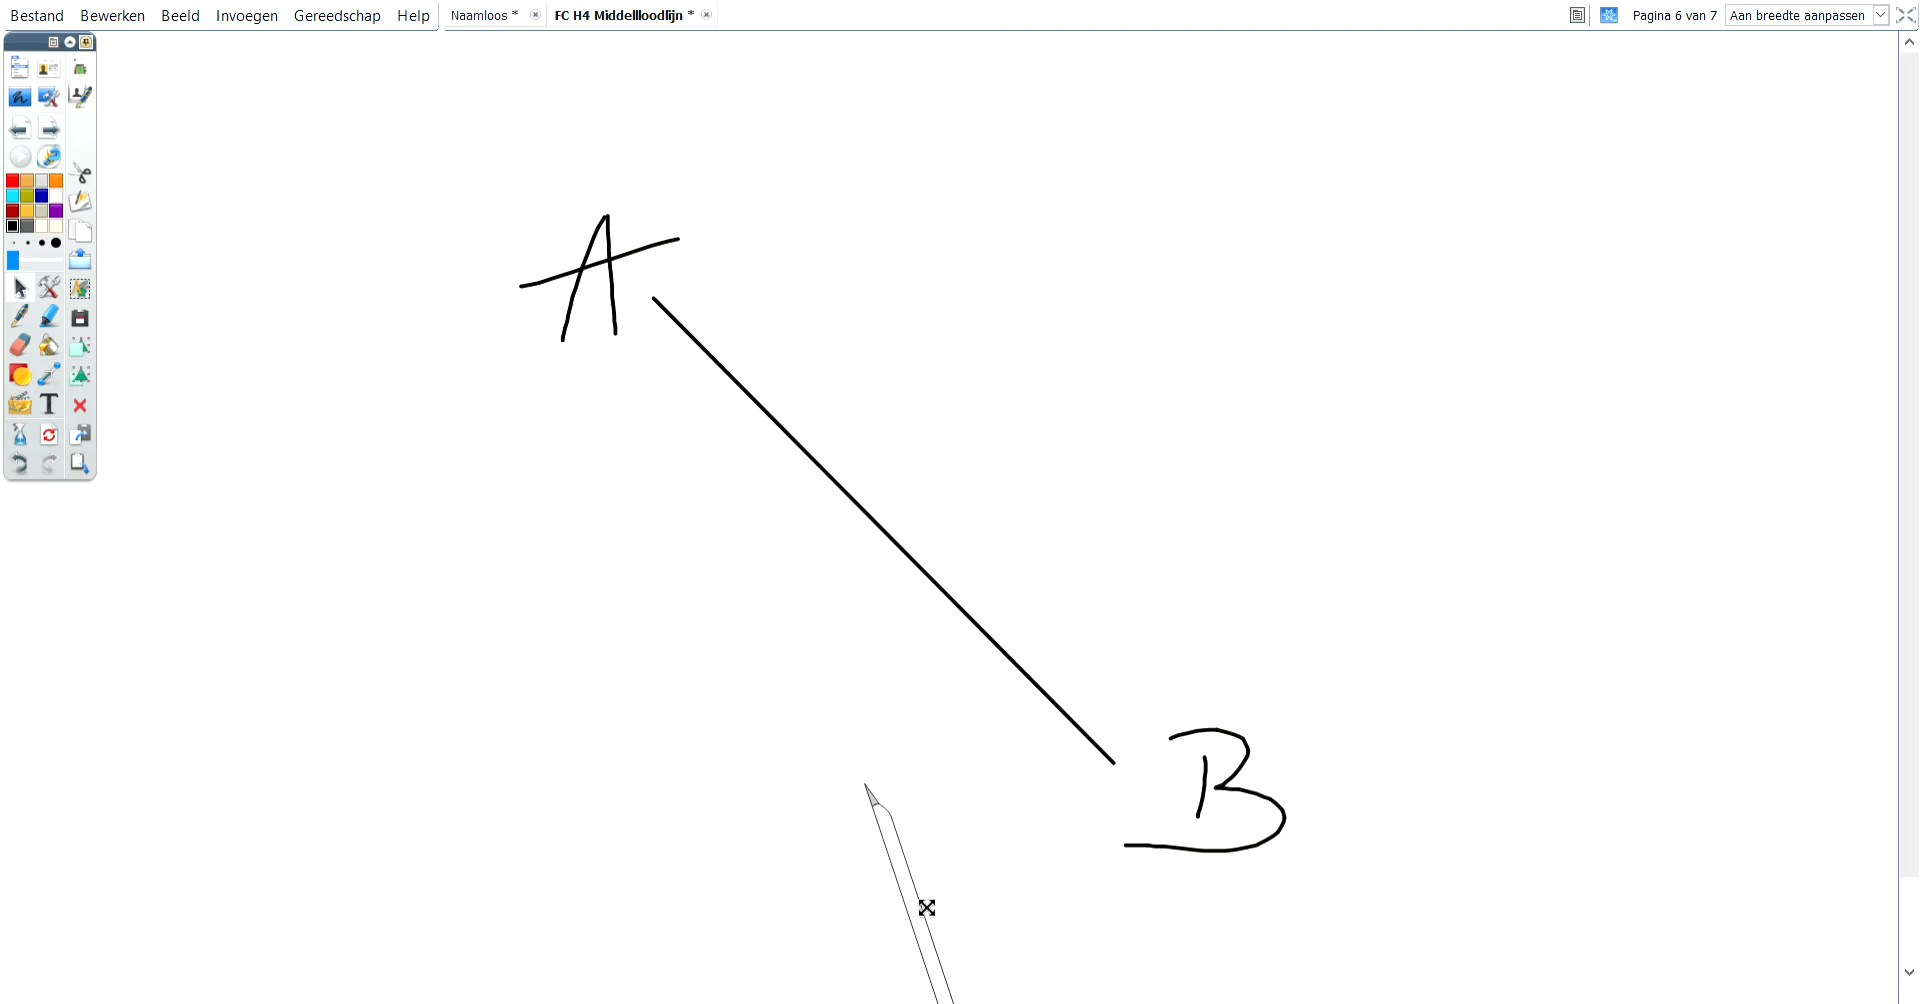 Bestand Bewerken Beeld Invoegen Gereedschap Help Naamloos * FC H4 Middellloodlijn * Pagina 6 van 7 Aan breedte aanpassen
A
B